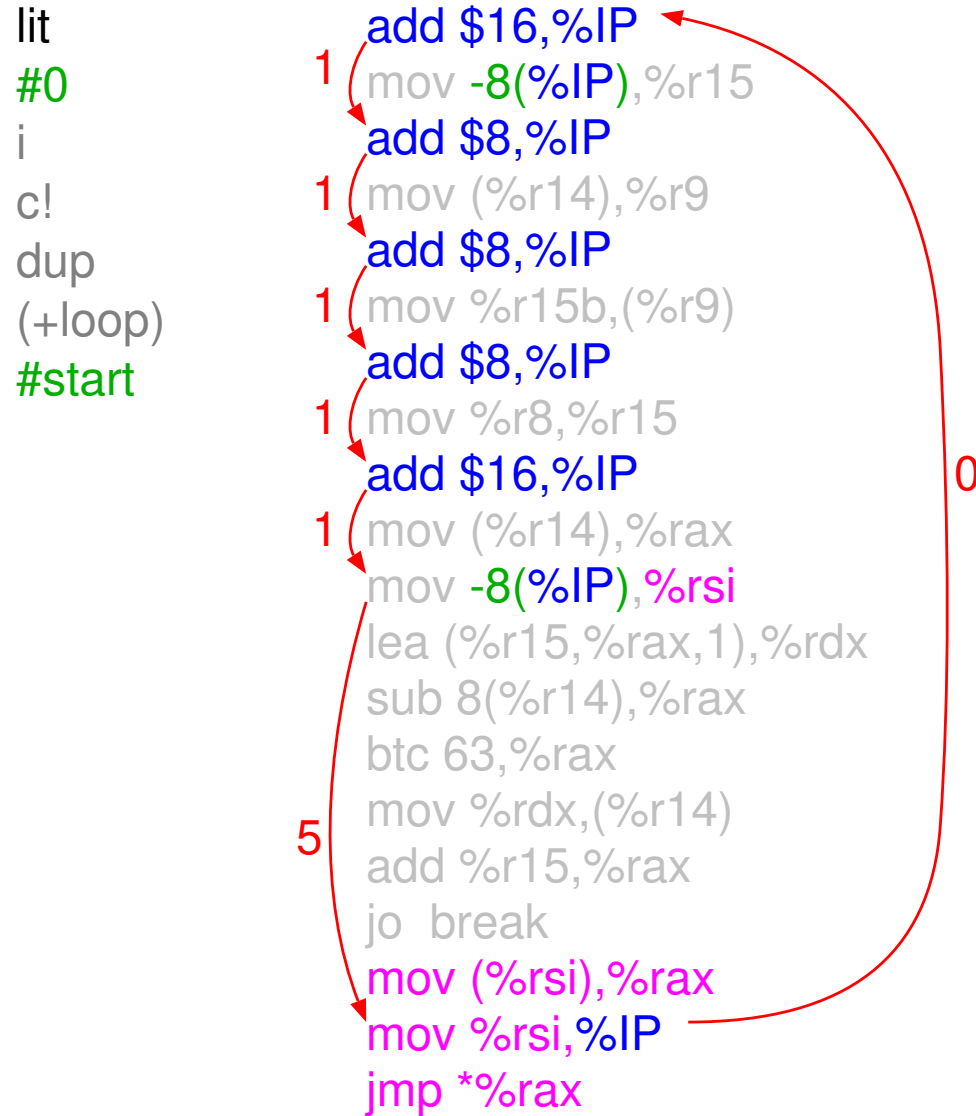 lit
#0
i
c!
dup
(+loop)
#start
add $16,%IP
1
mov -8(%IP),%r15
add $8,%IP
1
mov (%r14),%r9
add $8,%IP
1
mov %r15b,(%r9)
add $8,%IP
1
mov %r8,%r15
add $16,%IP
1
mov (%r14),%rax
mov -8(%IP),%rsi
lea (%r15,%rax,1),%rdx
sub 8(%r14),%rax
btc 63,%rax
mov %rdx,(%r14)
5
add %r15,%rax
jo break
mov (%rsi),%rax
mov %rsi,%IP
jmp *%rax
0